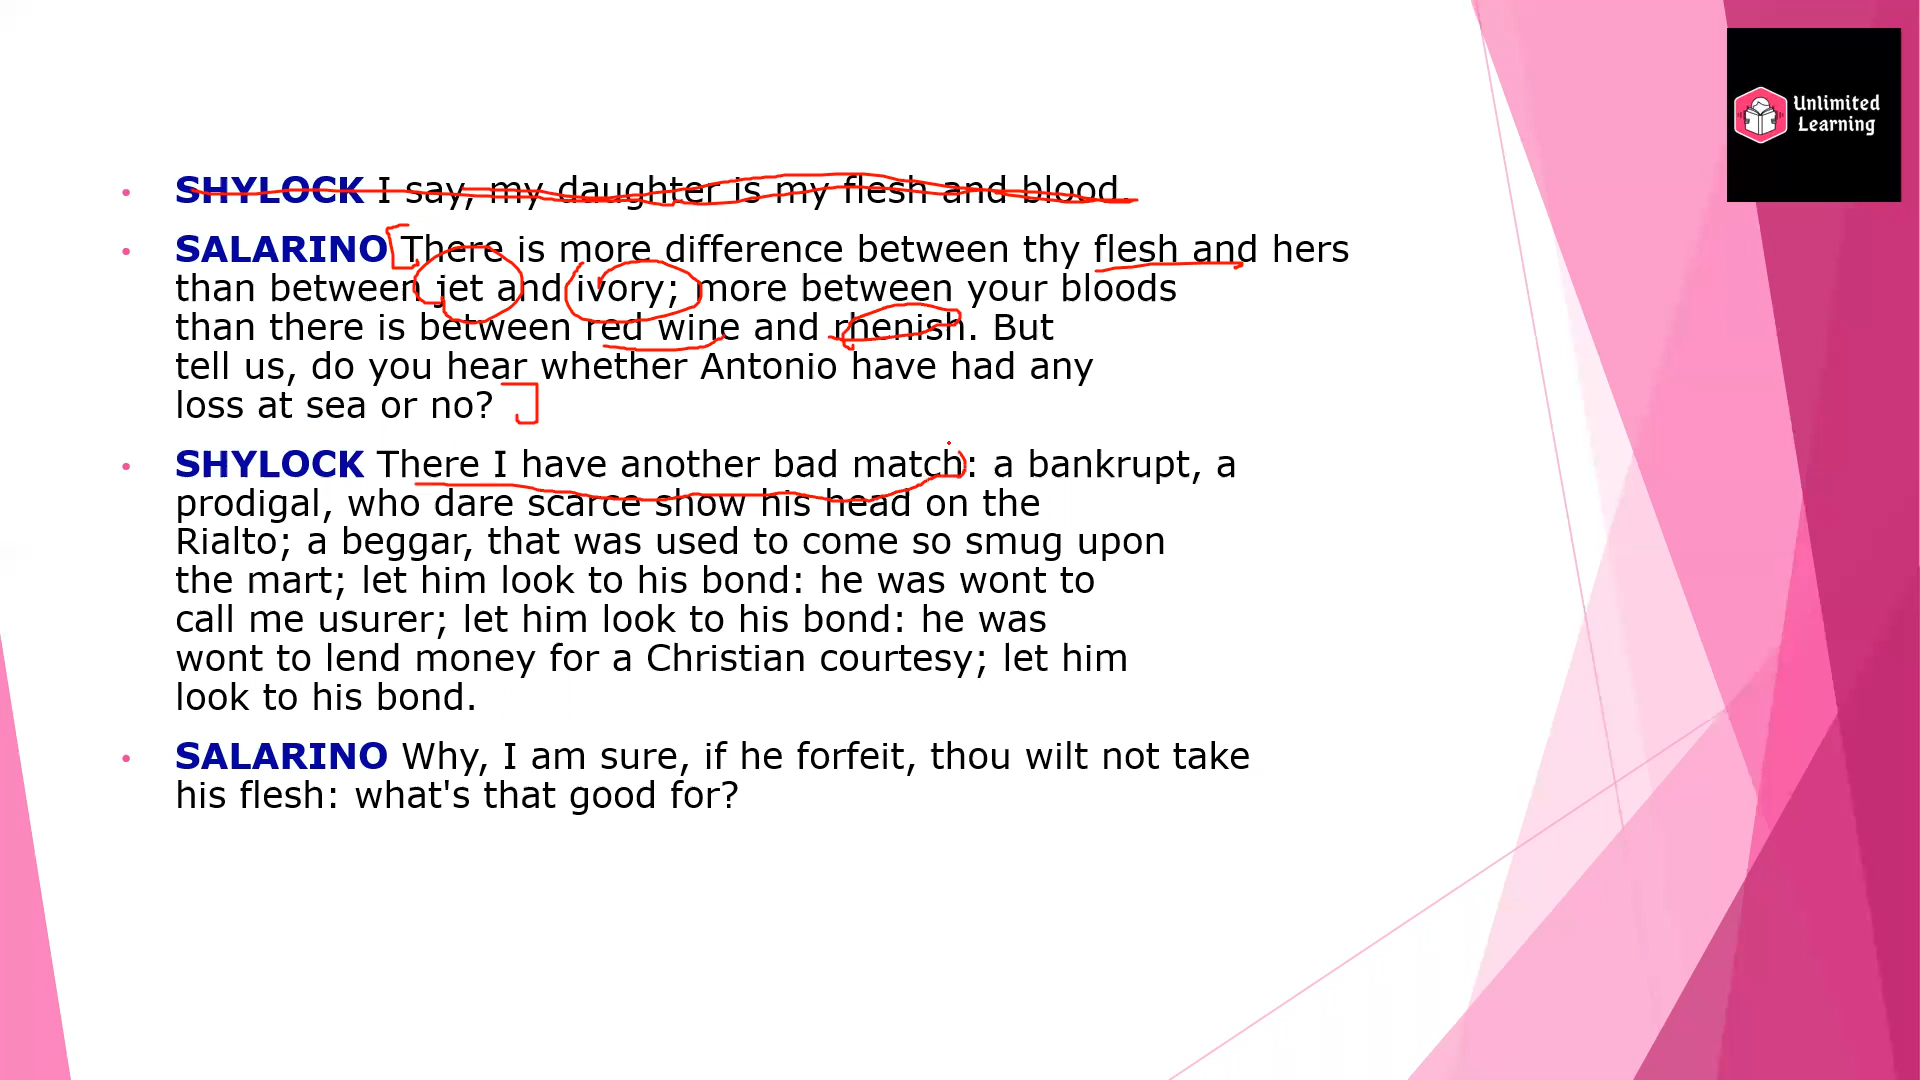 Unlimited
Learning
SHYLOCK I say, my daughter is my flesh and blood.
SALARINO There is more difference between thy flesh and hers
than between jet and ivory; more between your bloods
than there is between red wine and rhenish. But
tell us, do you hear whether Antonio have had any
loss at sea or no?
SHYLOCK There I have another bad match: a bankrupt, a
prodigal, who dare scarce show his head on the
Rialto; a beggar, that was used to come so smug upon
the mart; let him look to his bond: he was wont to
call me usurer; let him look to his bond: he was
wont to lend money for a Christian courtesy; let him
look to his bond.
SALARINO Why, I am sure, if he forfeit, thou wilt not take
his flesh: what's that good for?